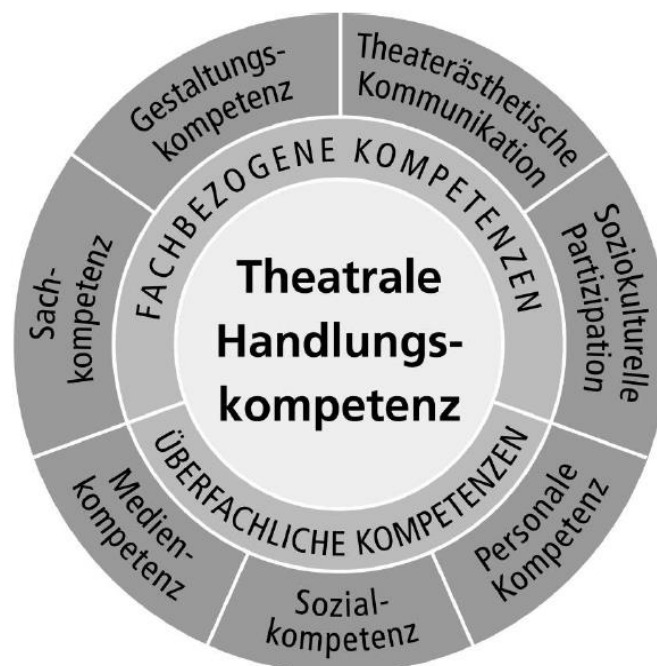 Theatrale
Handlungs-
kompetenz
FACHBEZOGENE KOMPETENZEN
ÜBERFACHLICHE KOMPETENZEN
Sach-
kompetenz
Gestaltungs-
kompetenz
Theaterästhetische
Kommunikation
Soziokulturelle
Partizipation
Personale
Kompetenz
Sozial-
kompetenz
Medien-
kompetenz